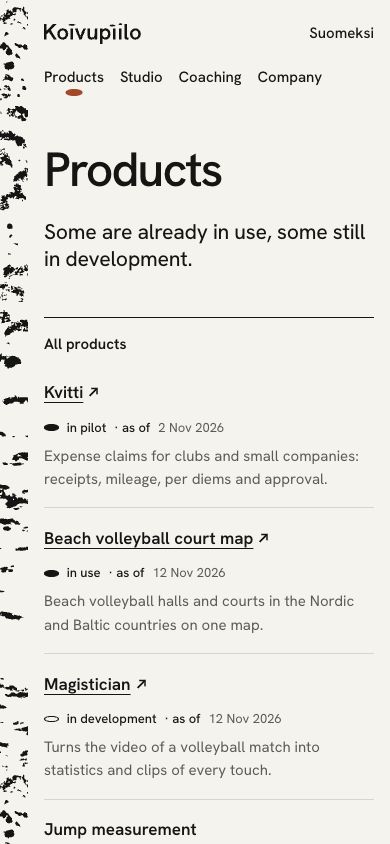 Koivupiilo
Suomeksi
Products Studio Coaching Company
Products
Some are already in use, some still
in development.
All products
Kvitti ↗
in pilot · as of 2 Nov 2026
Expense claims for clubs and small companies:
receipts, mileage, per diems and approval.
Beach volleyball court map ↗
in use · as of 12 Nov 2026
Beach volleyball halls and courts in the Nordic
and Baltic countries on one map.
Magistician ↗
in development · as of 12 Nov 2026
Turns the video of a volleyball match into
statistics and clips of every touch.
Jump measurement